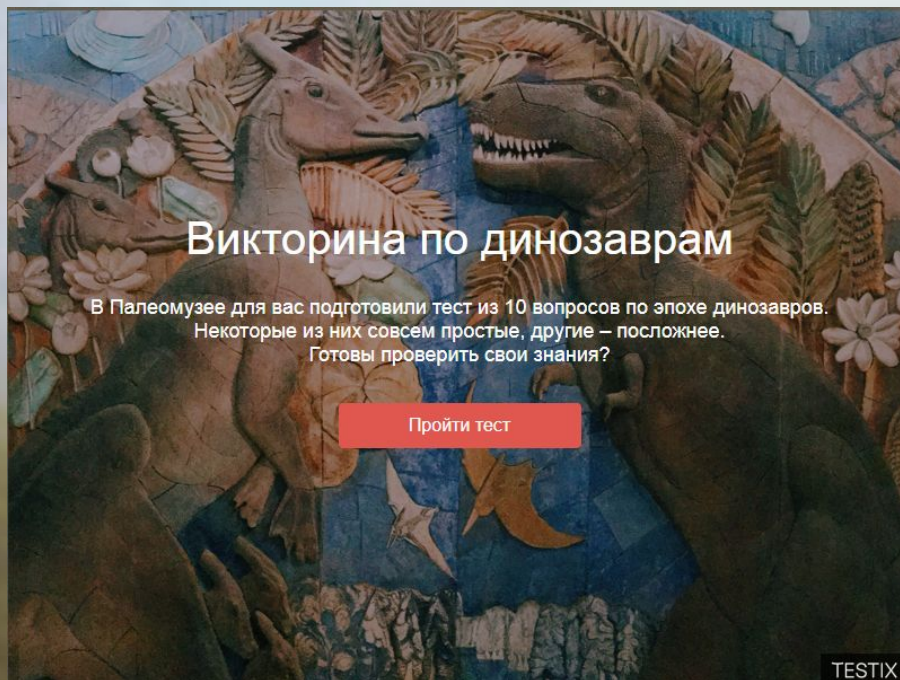 Викторина по динозаврам
В Палеомузее для вас подготовили тест из 10 вопросов по эпохе динозавров.
Некоторые из них совсем простые, другие – посложнее.
Готовы проверить свои знания?
Пройти тест
TESTIX